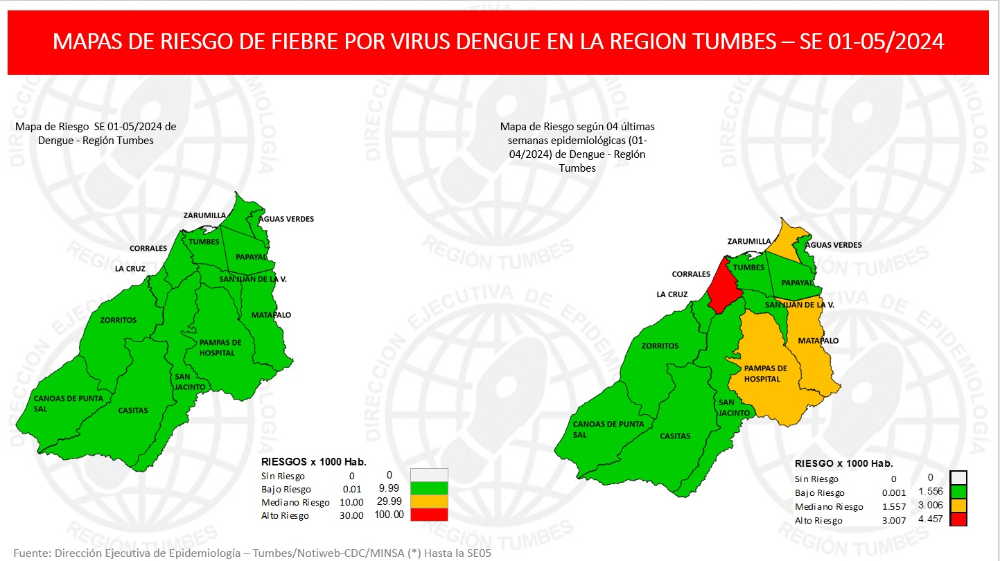 MAPAS DE RIESGO DE FIEBRE POR VIRUS DENGUE EN LA REGION TUMBES – SE 01-05/2024
Mapa de Riesgo SE 01-05/2024 de
Dengue - Región Tumbes
ZARUMILLA
AGUAS VERDES
TUMBES
CORRALES
PAPAYAL
LA CRUZ
SAN JUAN DE LA V.
MATAPALO
ZORRITOS
PAMPAS DE
HOSPITAL
SAN
JACINTO
CANOAS DE PUNTA
SAL
CASITAS
RIESGOS x 1000 Hab.
Sin Riesgo 0 0
Bajo Riesgo 0.01 9.99
Mediano Riesgo 10.00 29.99
Alto Riesgo 30.00 100.00
Mapa de Riesgo según 04 últimas
semanas epidemiológicas (01-
04/2024) de Dengue - Región
Tumbes
ZARUMILLA
AGUAS VERDES
TUMBES
CORRALES
PAPAYAL
LA CRUZ
SAN JUAN DE LA V.
MATAPALO
ZORRITOS
PAMPAS DE
HOSPITAL
SAN
JACINTO
CANOAS DE PUNTA
SAL
CASITAS
RIESGO x 1000 Hab.
Sin Riesgo 0 0
Bajo Riesgo 0.001 1.556
Mediano Riesgo 1.557 3.006
Alto Riesgo 3.007 4.457
Fuente: Dirección Ejecutiva de Epidemiología – Tumbes/Notiweb-CDC/MINSA (*) Hasta la SE05
DIRECCION EJECUTIVA DE EPIDEMIOLOGÍA
REGIÓN TUMBES